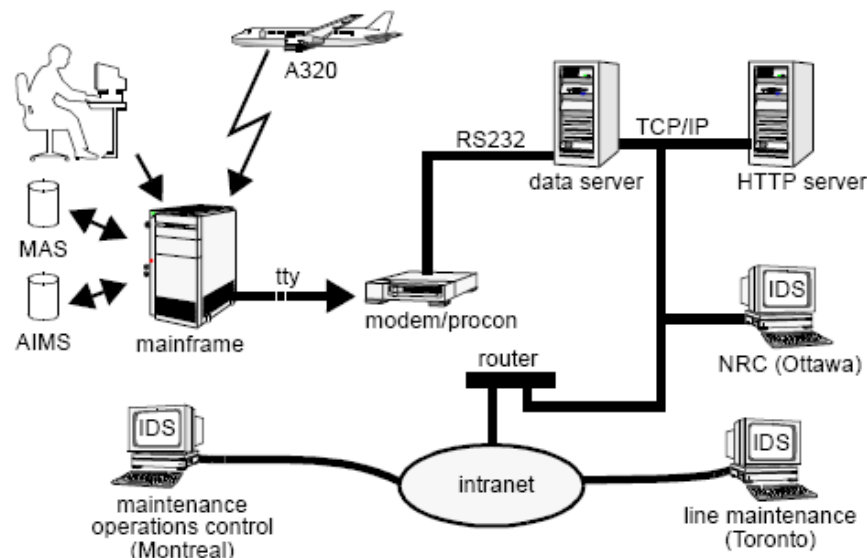 A320
RS232
TCP/IP
data server
HTTP server
MAS
AIMS
mainframe
tty
modem/procon
IDS
NRC (Ottawa)
router
IDS
maintenance
operations control
(Montreal)
intranet
IDS
line maintenance
(Toronto)